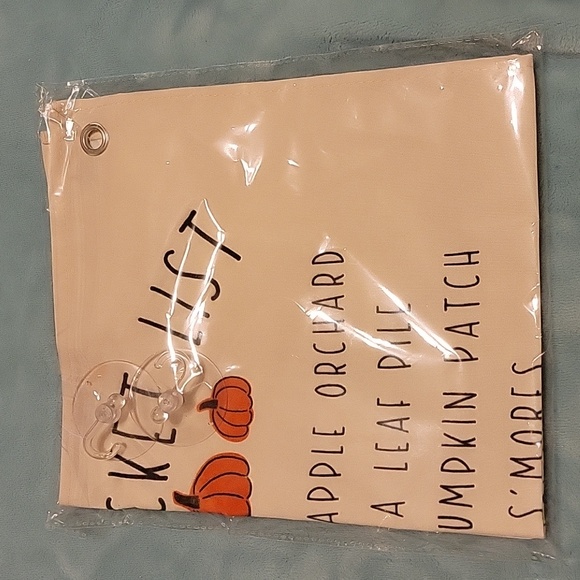 CKET LIST
APPLE ORCHARD
A LEAF PILE
UMPKIN PATCH
S'MORES